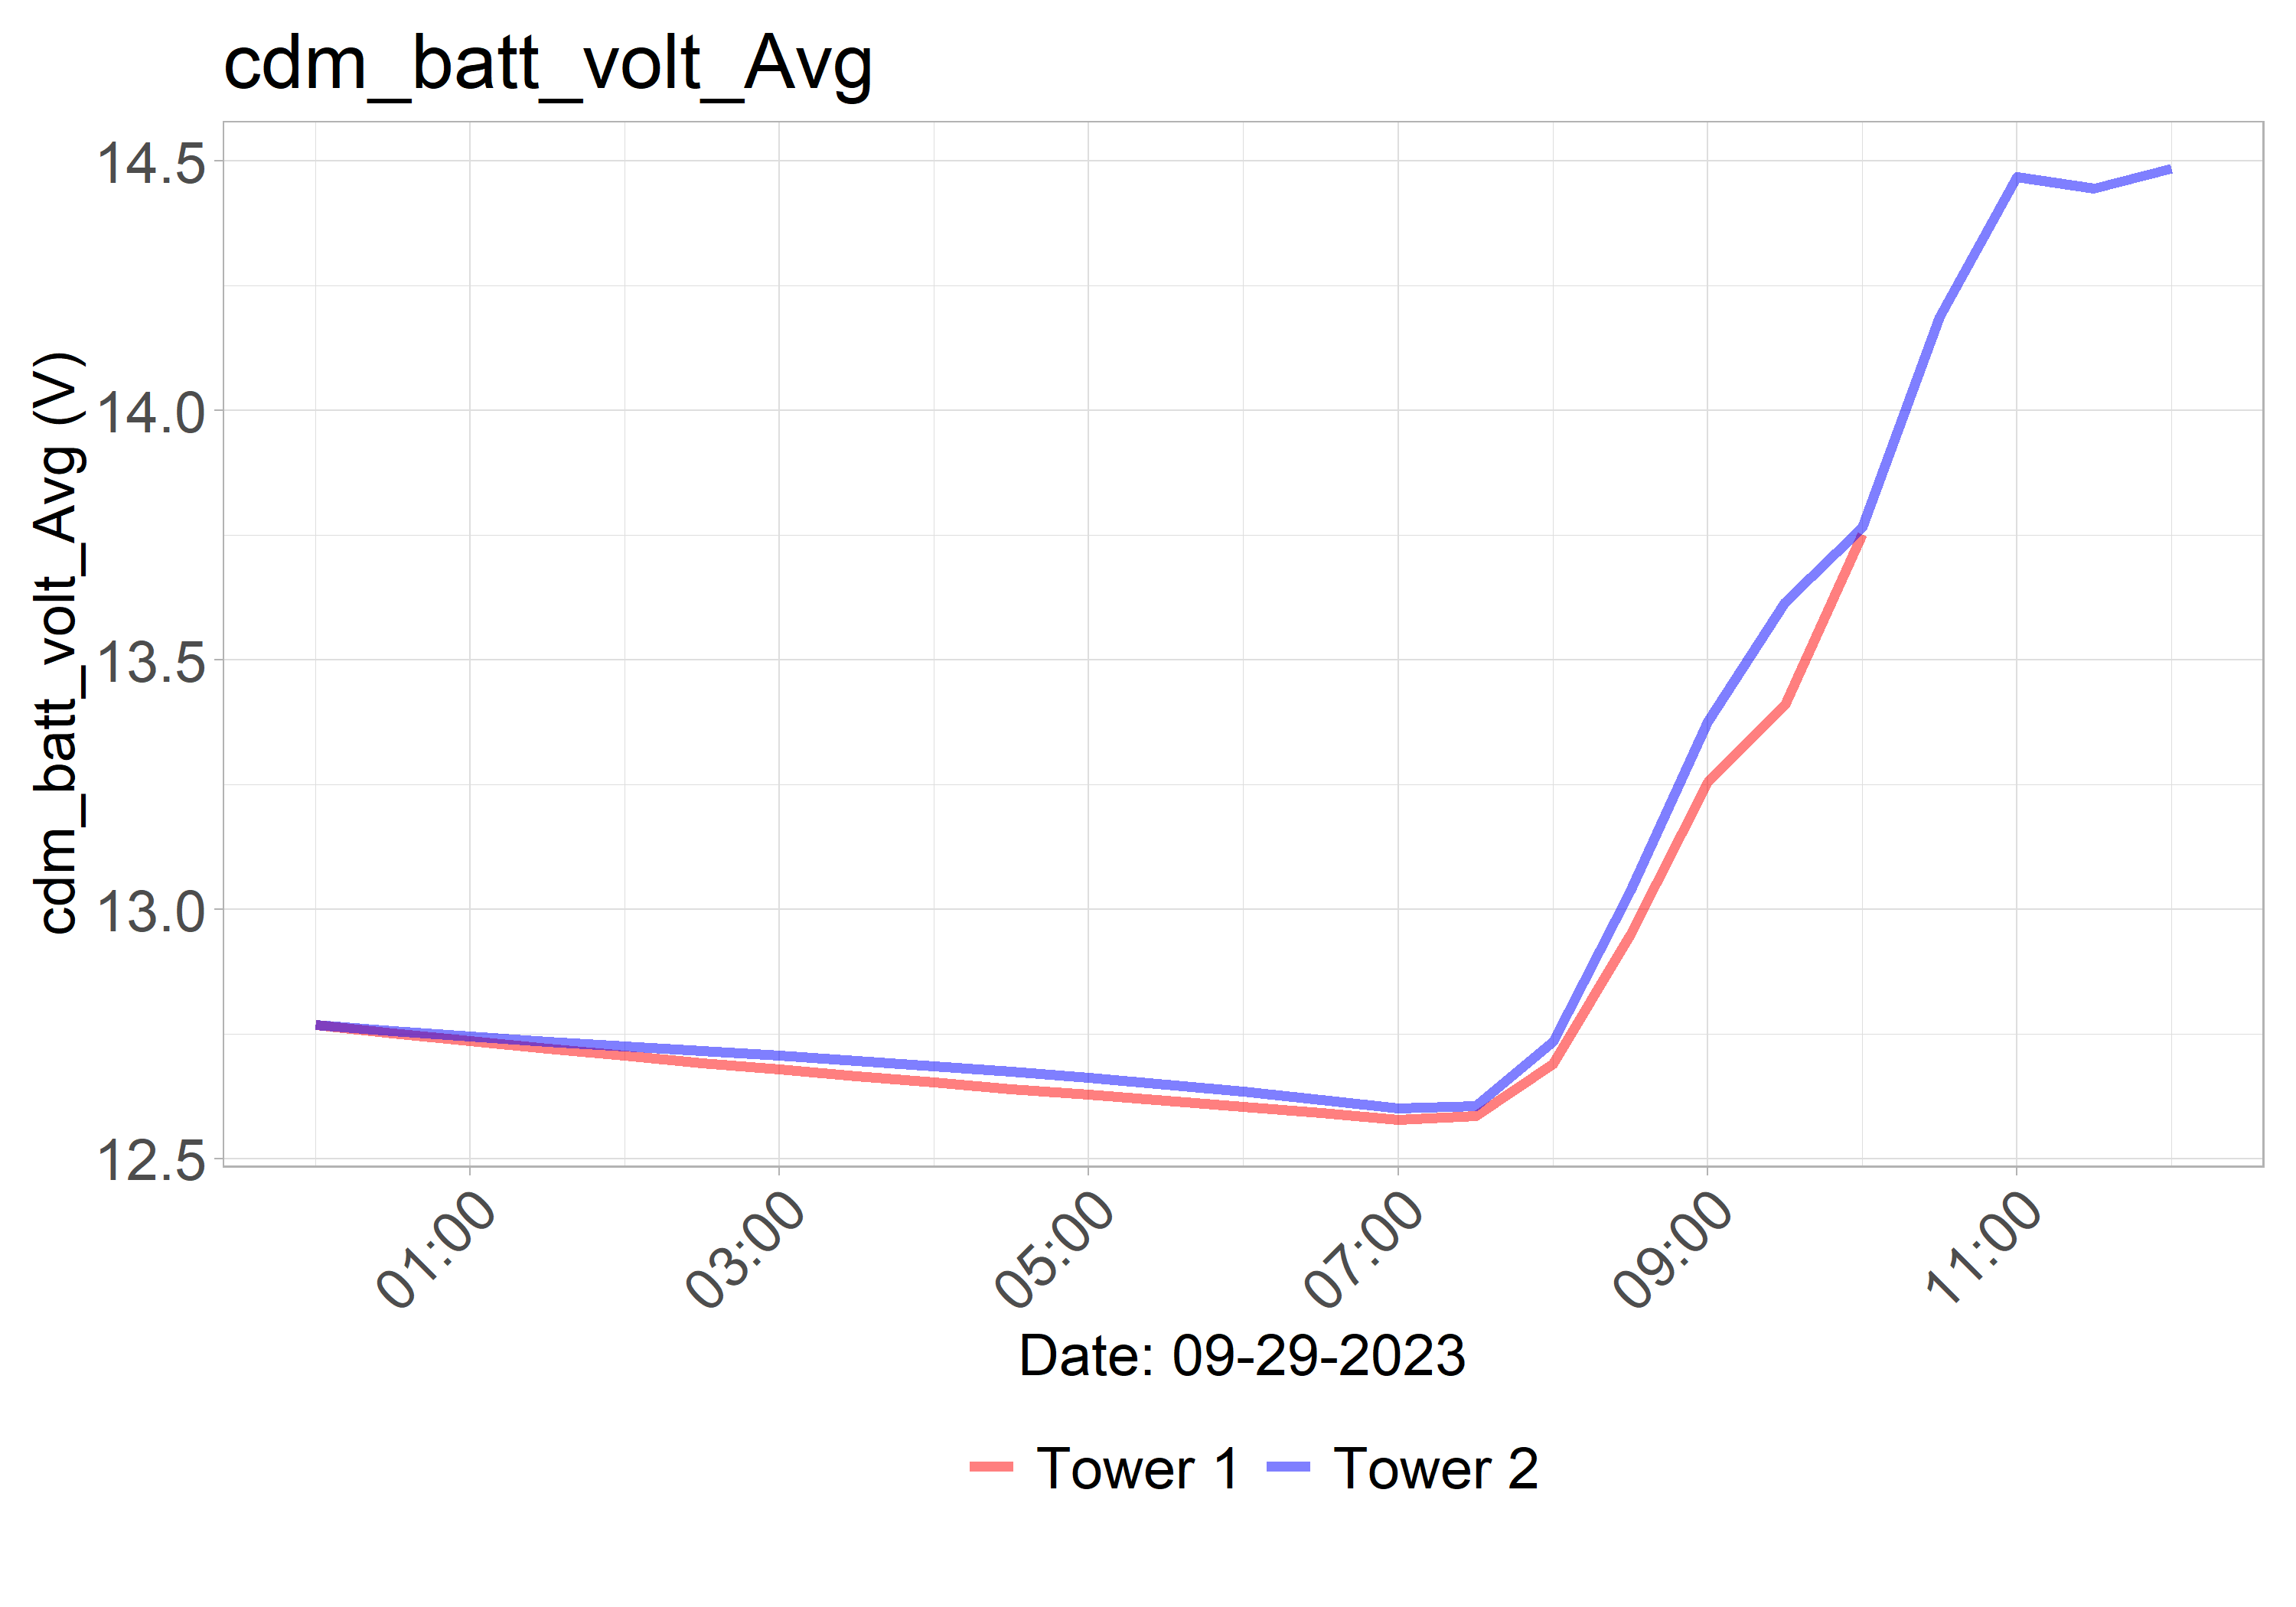 cdm_batt_volt_Avg
cdm_batt_volt_Avg (V)
14.5
14.0
13.5
13.0
12.5
01:00
03:00
05:00
07:00
09:00
11:00
Date: 09-29-2023
Tower 1
Tower 2